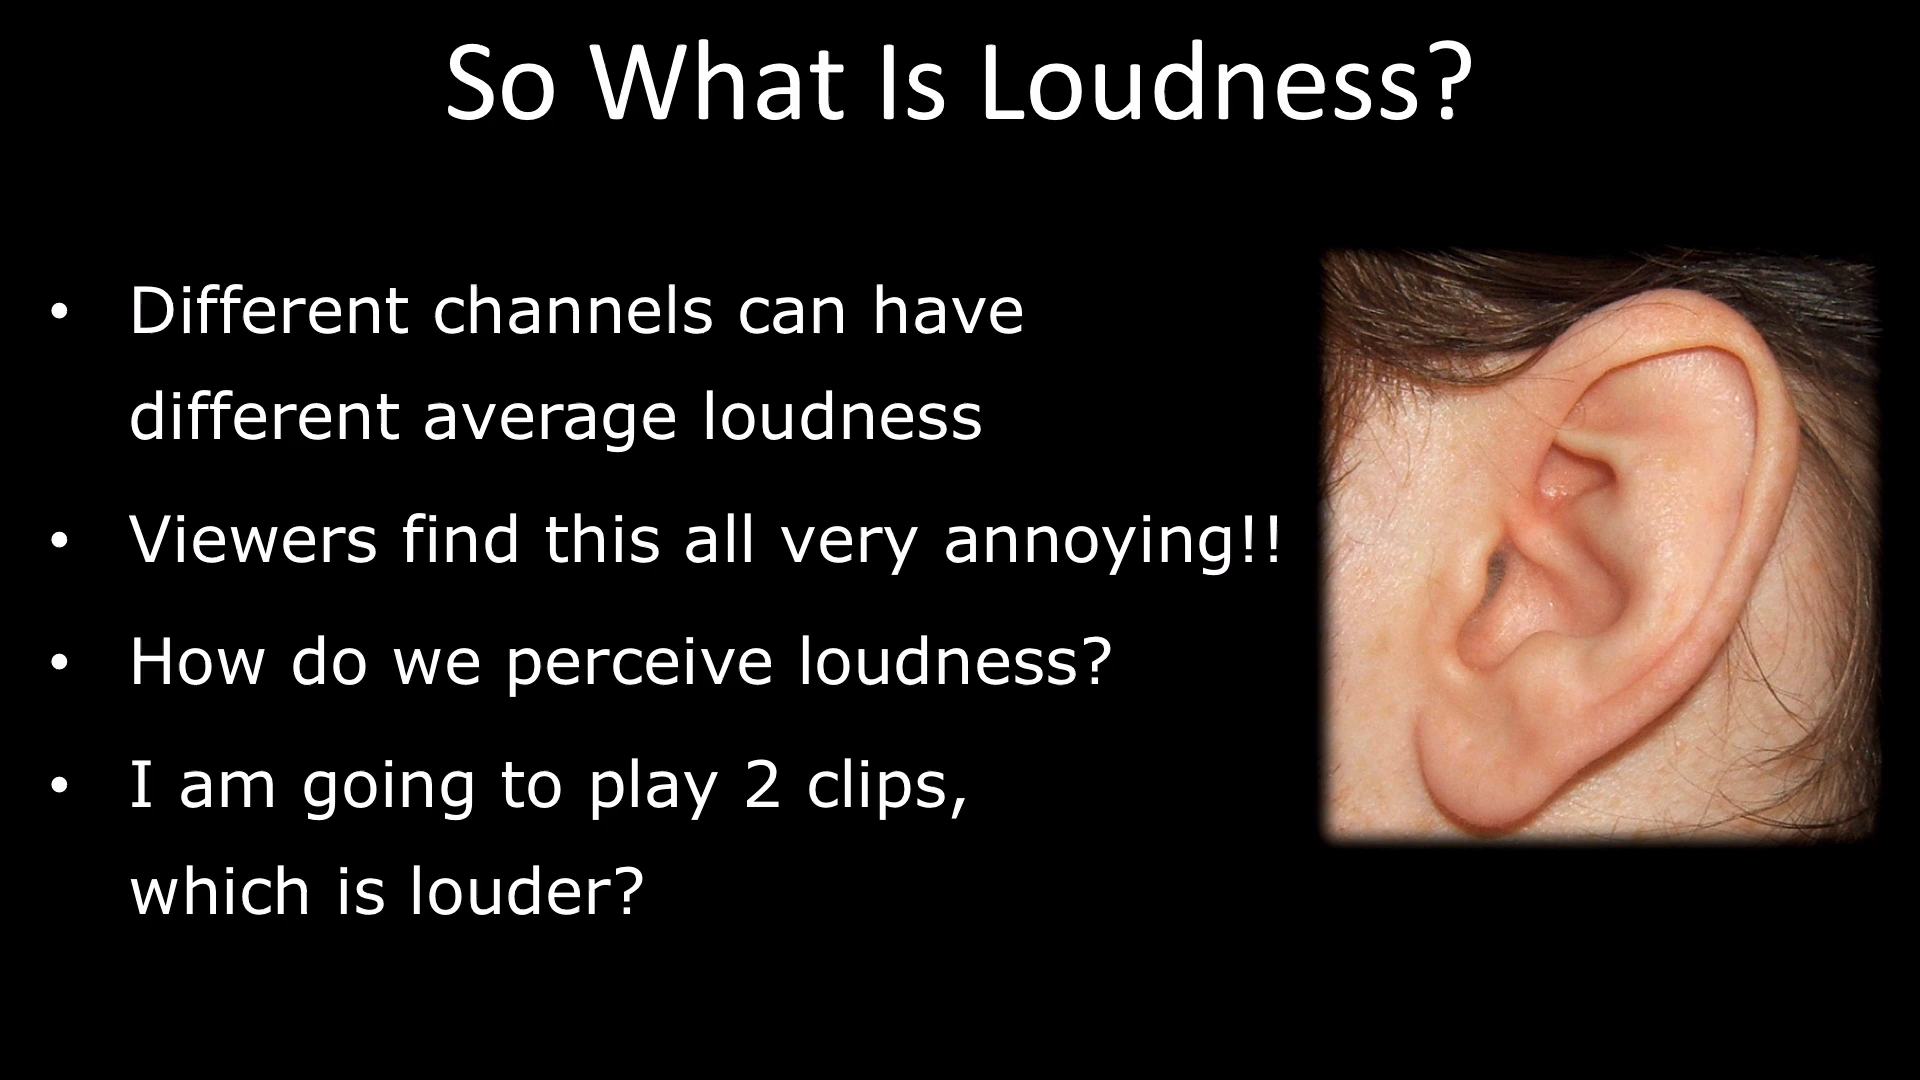 So What Is Loudness?
• Different channels can have
different average loudness
• Viewers find this all very annoying!!
• How do we perceive loudness?
• I am going to play 2 clips,
which is louder?